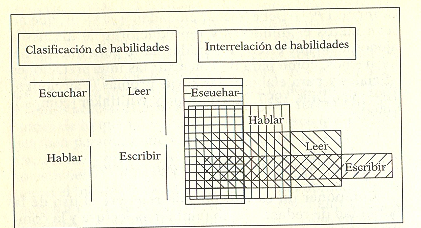 Clasificación de habilidades
Interrelación de habilidades
Escuchar
Leer
Hablar
Escribir
Escuchar
Hablar
Leer
Escribir